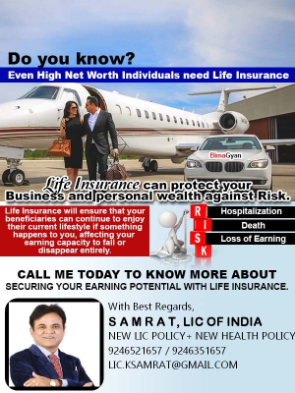 Do you know?
Even High Net Worth Individuals need Life Insurance
BimaGyan
Life Insurance can protect your
Business and personal wealth against Risk.
Life Insurance will ensure that your
beneficiaries can continue to enjoy
their current lifestyle if something
happens to you, affecting your
earning capacity to fall or
disappear entirely.
R
I
S
K
Hospitalization
Death
Loss of Earning
CALL ME TODAY TO KNOW MORE ABOUT
SECURING YOUR EARNING POTENTIAL WITH LIFE INSURANCE.
With Best Regards,
S A M R A T, LIC OF INDIA
NEW LIC POLICY+ NEW HEALTH POLICY
9246521657 / 9246351657
LIC.KSAMRAT@GMAIL.COM